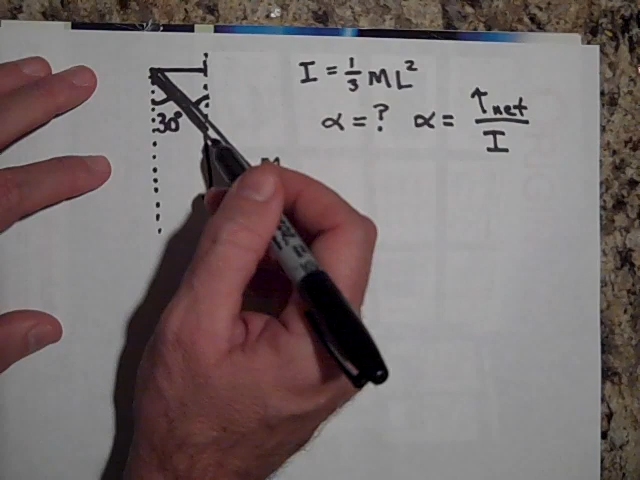 I = 1/3 ML²
α = ? α = τnet / I
30°